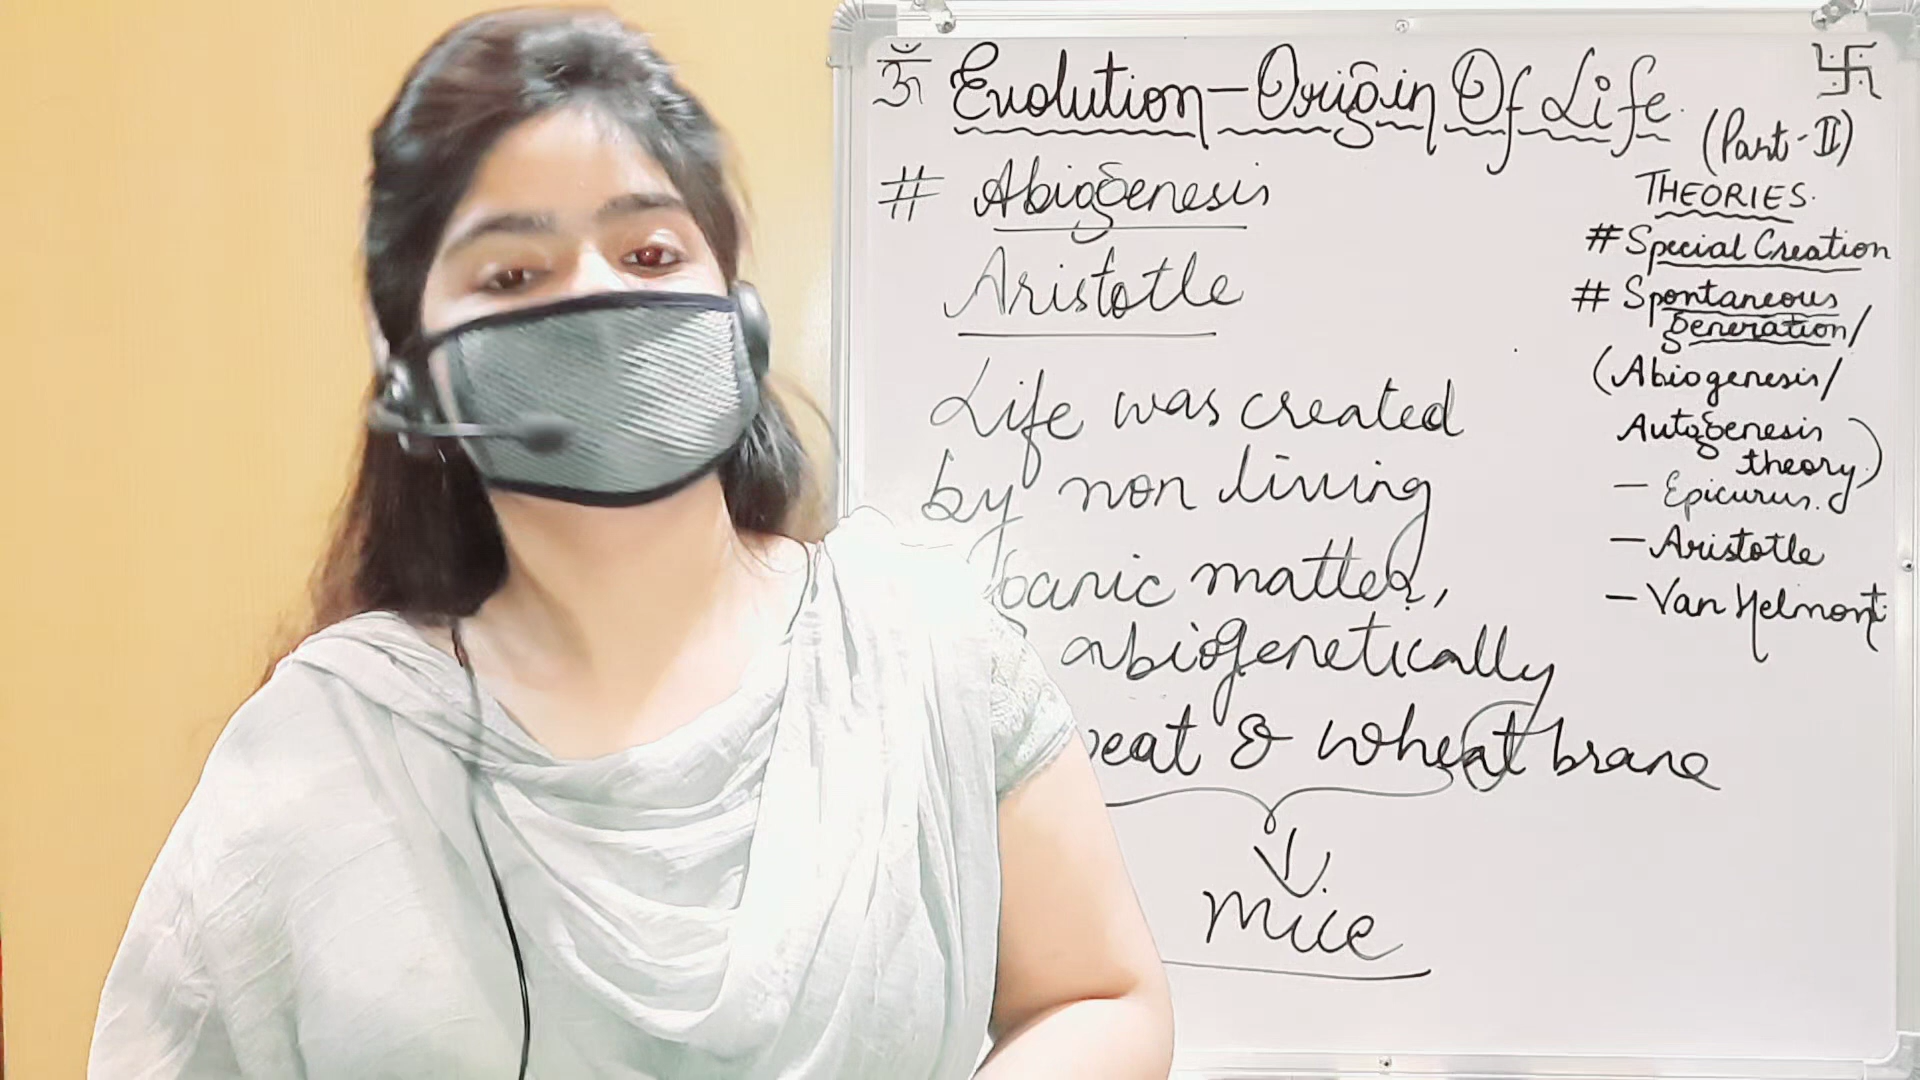 ॐ Evolution - Origin Of Life
(Part - II)
# Abiogenesis
Aristotle
Life was created
by non living
matter,
abiogenetically
& wheat brane
Mice
THEORIES.
# Special Creation
# Spontaneous
generation/
(Abiogenesis/
Autogenesis
theory)
- Epicurus.
- Aristotle
- Van Helmont